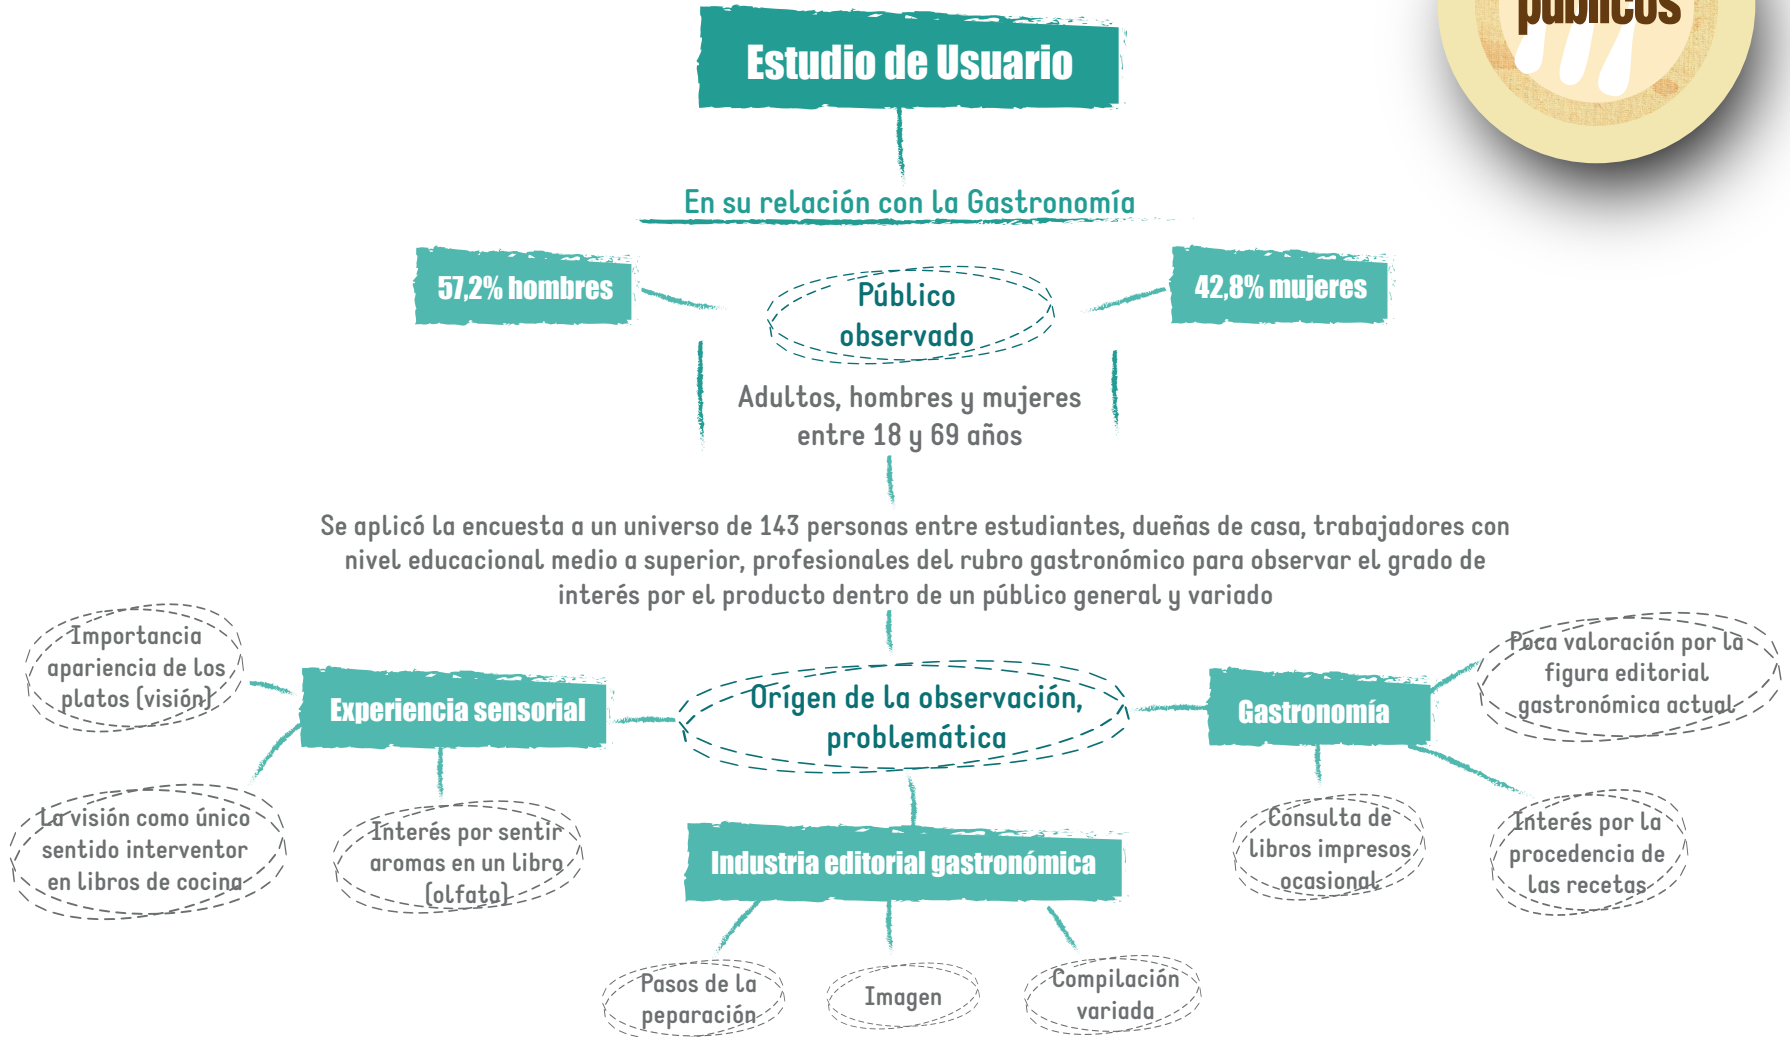 públicos
Estudio de Usuario
En su relación con la Gastronomía
57,2% hombres
Público
observado
42,8% mujeres
Adultos, hombres y mujeres
entre 18 y 69 años
Se aplicó la encuesta a un universo de 143 personas entre estudiantes, dueñas de casa, trabajadores con
nivel educacional medio a superior, profesionales del rubro gastronómico para observar el grado de
interés por el producto dentro de un público general y variado
Importancia
apariencia de los
platos (visión)
Experiencia sensorial
Orígen de la observación,
problemática
Gastronomía
Poca valoración por la
figura editorial
gastronómica actual
La visión como único
sentido interventor
en libros de cocina
Interés por sentir
aromas en un libro
(olfato)
Industria editorial gastronómica
Consulta de
libros impresos
ocasional
Interés por la
procedencia de
las recetas
Pasos de la
peparación
Imagen
Compilación
variada